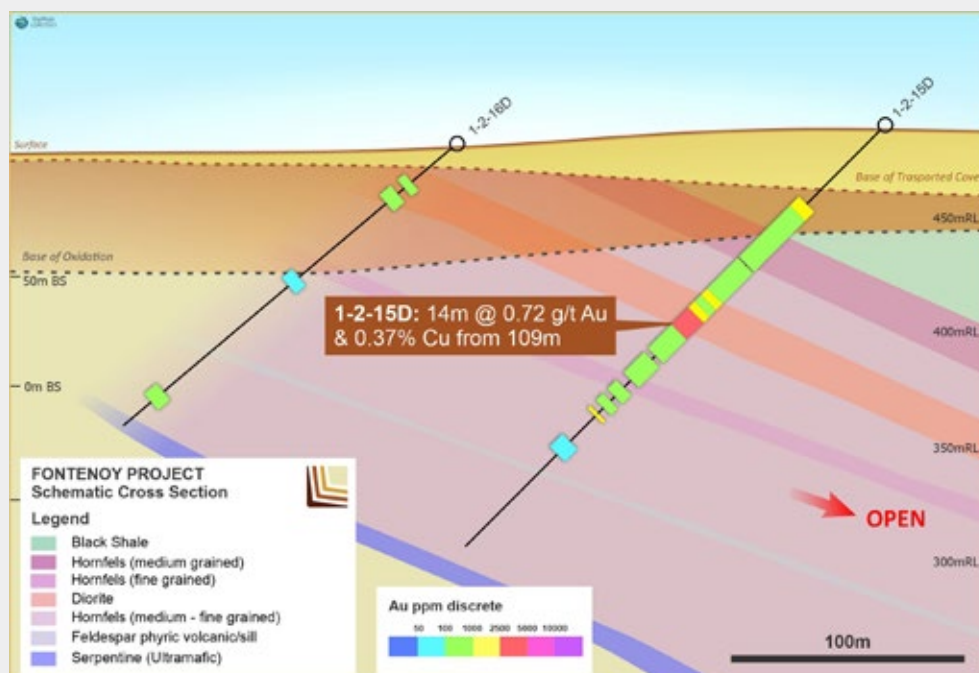 1-2-16D
1-2-15D
Surface
Base of Trasported Cove
450mRL
Base of Oxidation
50m BS
1-2-15D: 14m @ 0.72 g/t Au
& 0.37% Cu from 109m
400mRL
0m BS
350mRL
OPEN
300mRL
FONTENOY PROJECT
Schematic Cross Section
Legend
Black Shale
Hornfels (medium grained)
Hornfels (fine grained)
Diorite
Hornfels (medium - fine grained)
Feldespar phyric volcanic/sill
Serpentine (Ultramafic)
Au ppm discrete
50 100 1000 2500 5000 10000
100m